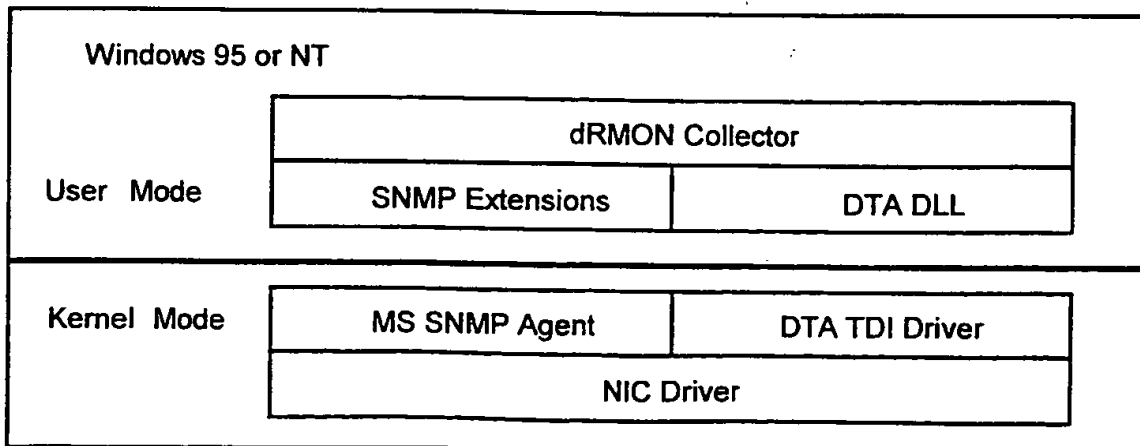 Windows 95 or NT
dRMON Collector
User Mode
SNMP Extensions
DTA DLL
Kernel Mode
MS SNMP Agent
DTA TDI Driver
NIC Driver